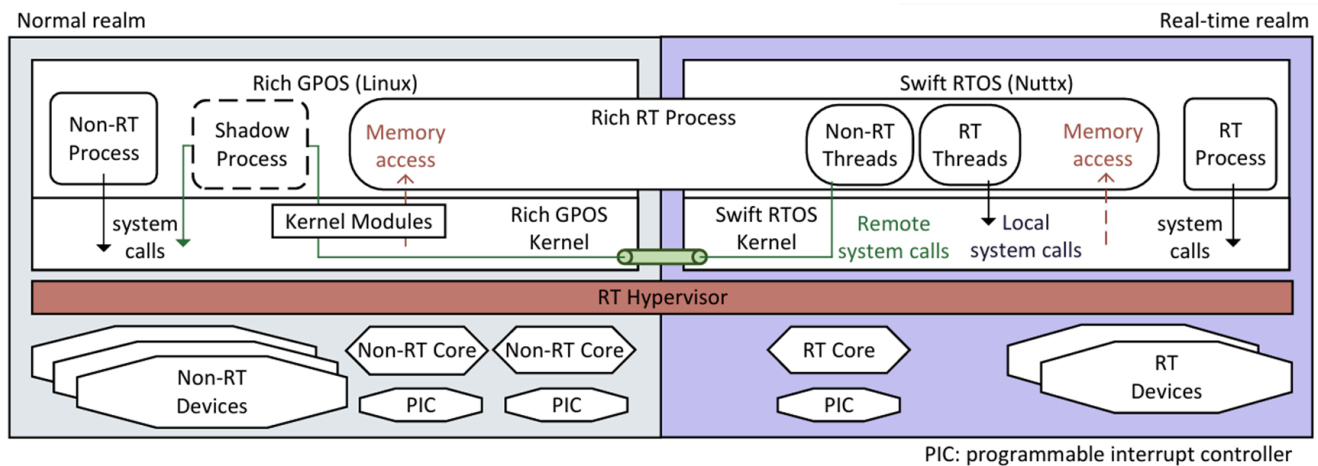 Normal realm
Real-time realm
Rich GPOS (Linux)
Swift RTOS (Nuttx)
Non-RT
Process
Shadow
Process
Memory
access
Rich RT Process
Non-RT
Threads
RT
Threads
Memory
access
RT
Process
system
calls
Kernel Modules
Rich GPOS
Kernel
Swift RTOS
Kernel
Remote
system calls
Local
system calls
system
calls
RT Hypervisor
Non-RT Core
Non-RT Core
RT Core
Non-RT
Devices
PIC
PIC
PIC
RT
Devices
PIC: programmable interrupt controller